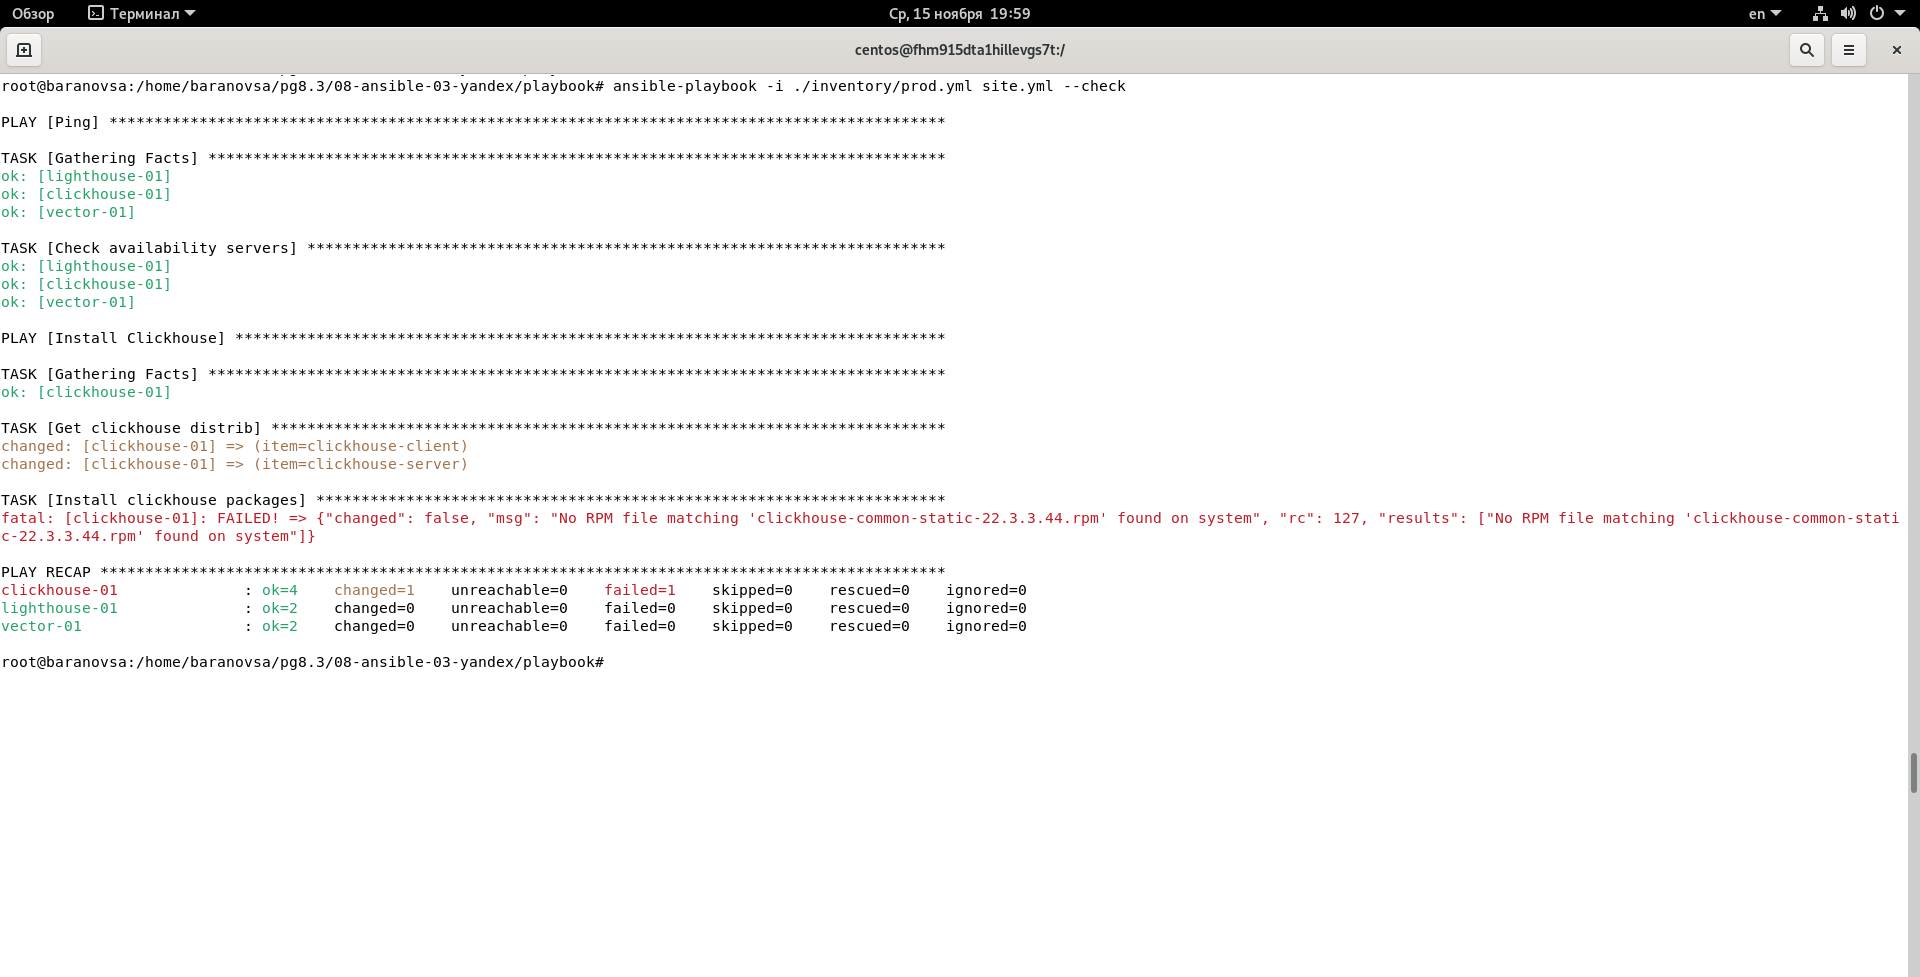 Обзор Терминал Ср, 15 ноября 19:59 en
centos@fhm915dta1hillevgs7t:/
root@baranovsa:/home/baranovsa/pg8.3/08-ansible-03-yandex/playbook# ansible-playbook -i ./inventory/prod.yml site.yml --check
PLAY [Ping] *********************************************************************************************
TASK [Gathering Facts] **********************************************************************************
ok: [lighthouse-01]
ok: [clickhouse-01]
ok: [vector-01]
TASK [Check availability servers] ***********************************************************************
ok: [lighthouse-01]
ok: [clickhouse-01]
ok: [vector-01]
PLAY [Install Clickhouse] *******************************************************************************
TASK [Gathering Facts] **********************************************************************************
ok: [clickhouse-01]
TASK [Get clickhouse distrib] ***************************************************************************
changed: [clickhouse-01] => (item=clickhouse-client)
changed: [clickhouse-01] => (item=clickhouse-server)
TASK [Install clickhouse packages] **********************************************************************
fatal: [clickhouse-01]: FAILED! => {"changed": false, "msg": "No RPM file matching 'clickhouse-common-static-22.3.3.44.rpm' found on system", "rc": 127, "results": ["No RPM file matching 'clickhouse-common-stati
c-22.3.3.44.rpm' found on system"]}
PLAY RECAP **********************************************************************************************
clickhouse-01 : ok=4 changed=1 unreachable=0 failed=1 skipped=0 rescued=0 ignored=0
lighthouse-01 : ok=2 changed=0 unreachable=0 failed=0 skipped=0 rescued=0 ignored=0
vector-01 : ok=2 changed=0 unreachable=0 failed=0 skipped=0 rescued=0 ignored=0
root@baranovsa:/home/baranovsa/pg8.3/08-ansible-03-yandex/playbook#